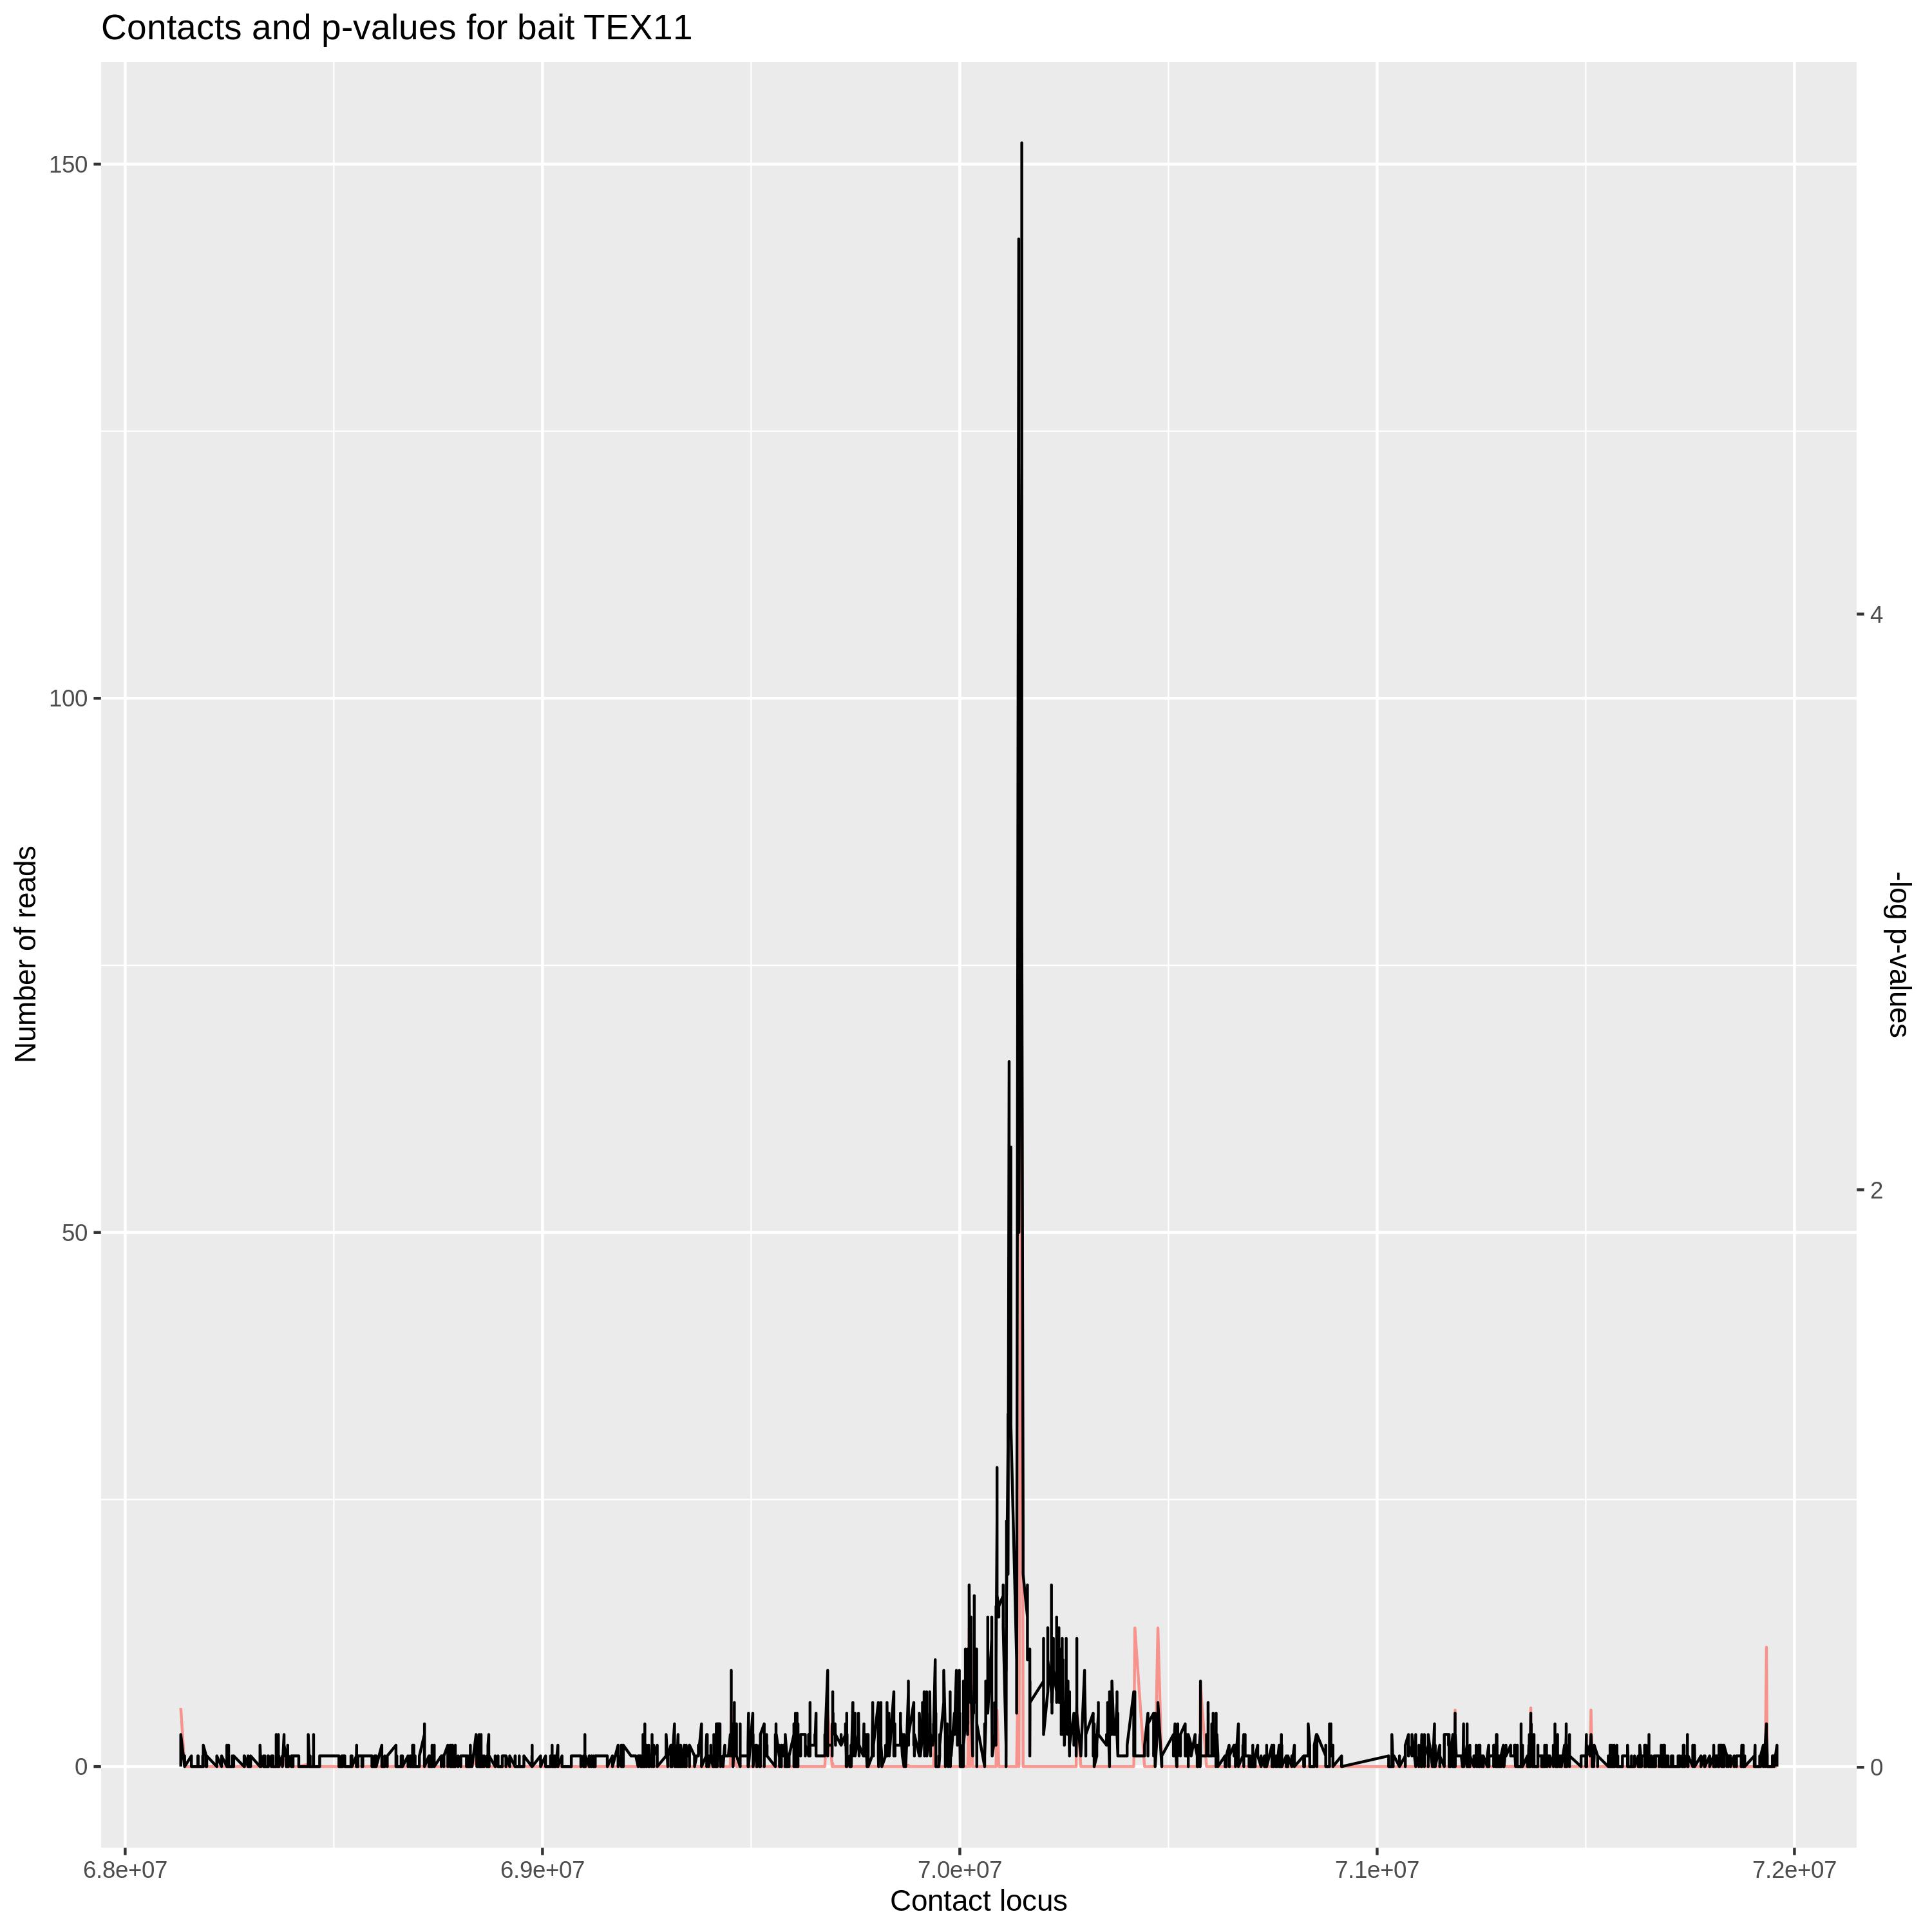 Contacts and p-values for bait TEX11
150
100
50
0
Number of reads
4
2
0
-log p-values
6.8e+07
6.9e+07
7.0e+07
7.1e+07
7.2e+07
Contact locus